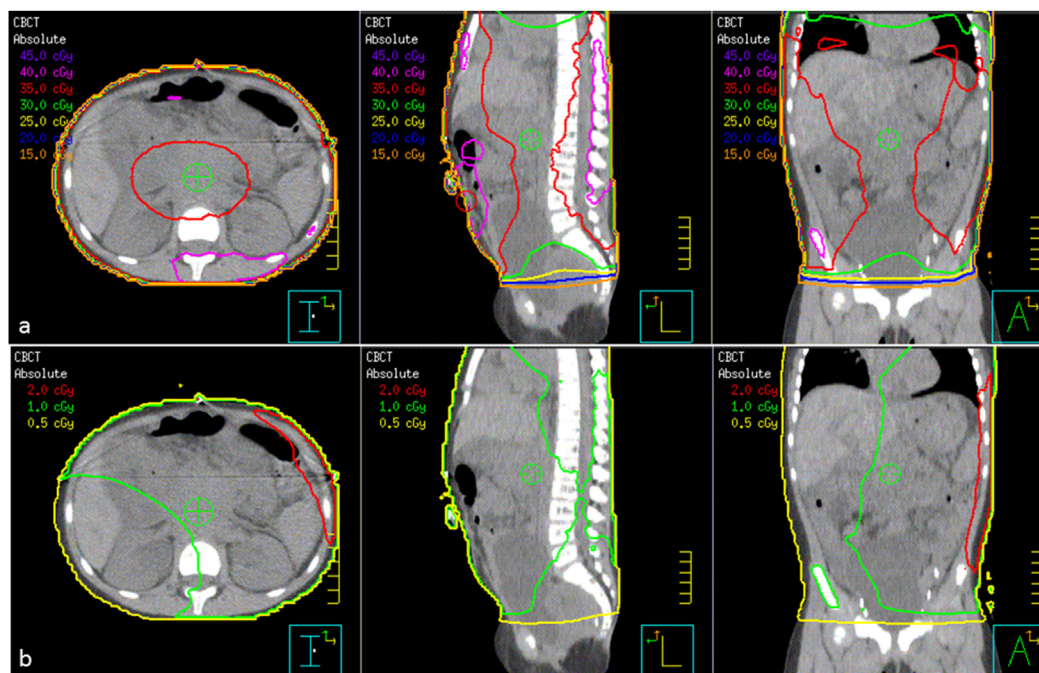 CBCT
Absolute
45.0 cGy
40.0 cGy
35.0 cGy
30.0 cGy
25.0 cGy
20.0 cGy
15.0 cGy
a
I
CBCT
Absolute
45.0 cGy
40.0 cGy
35.0 cGy
30.0 cGy
25.0 cGy
20.0 cGy
15.0 cGy
L
CBCT
Absolute
45.0 cGy
40.0 cGy
35.0 cGy
30.0 cGy
25.0 cGy
20.0 cGy
15.0 cGy
A
CBCT
Absolute
2.0 cGy
1.0 cGy
0.5 cGy
b
I
CBCT
Absolute
2.0 cGy
1.0 cGy
0.5 cGy
L
CBCT
Absolute
2.0 cGy
1.0 cGy
0.5 cGy
A